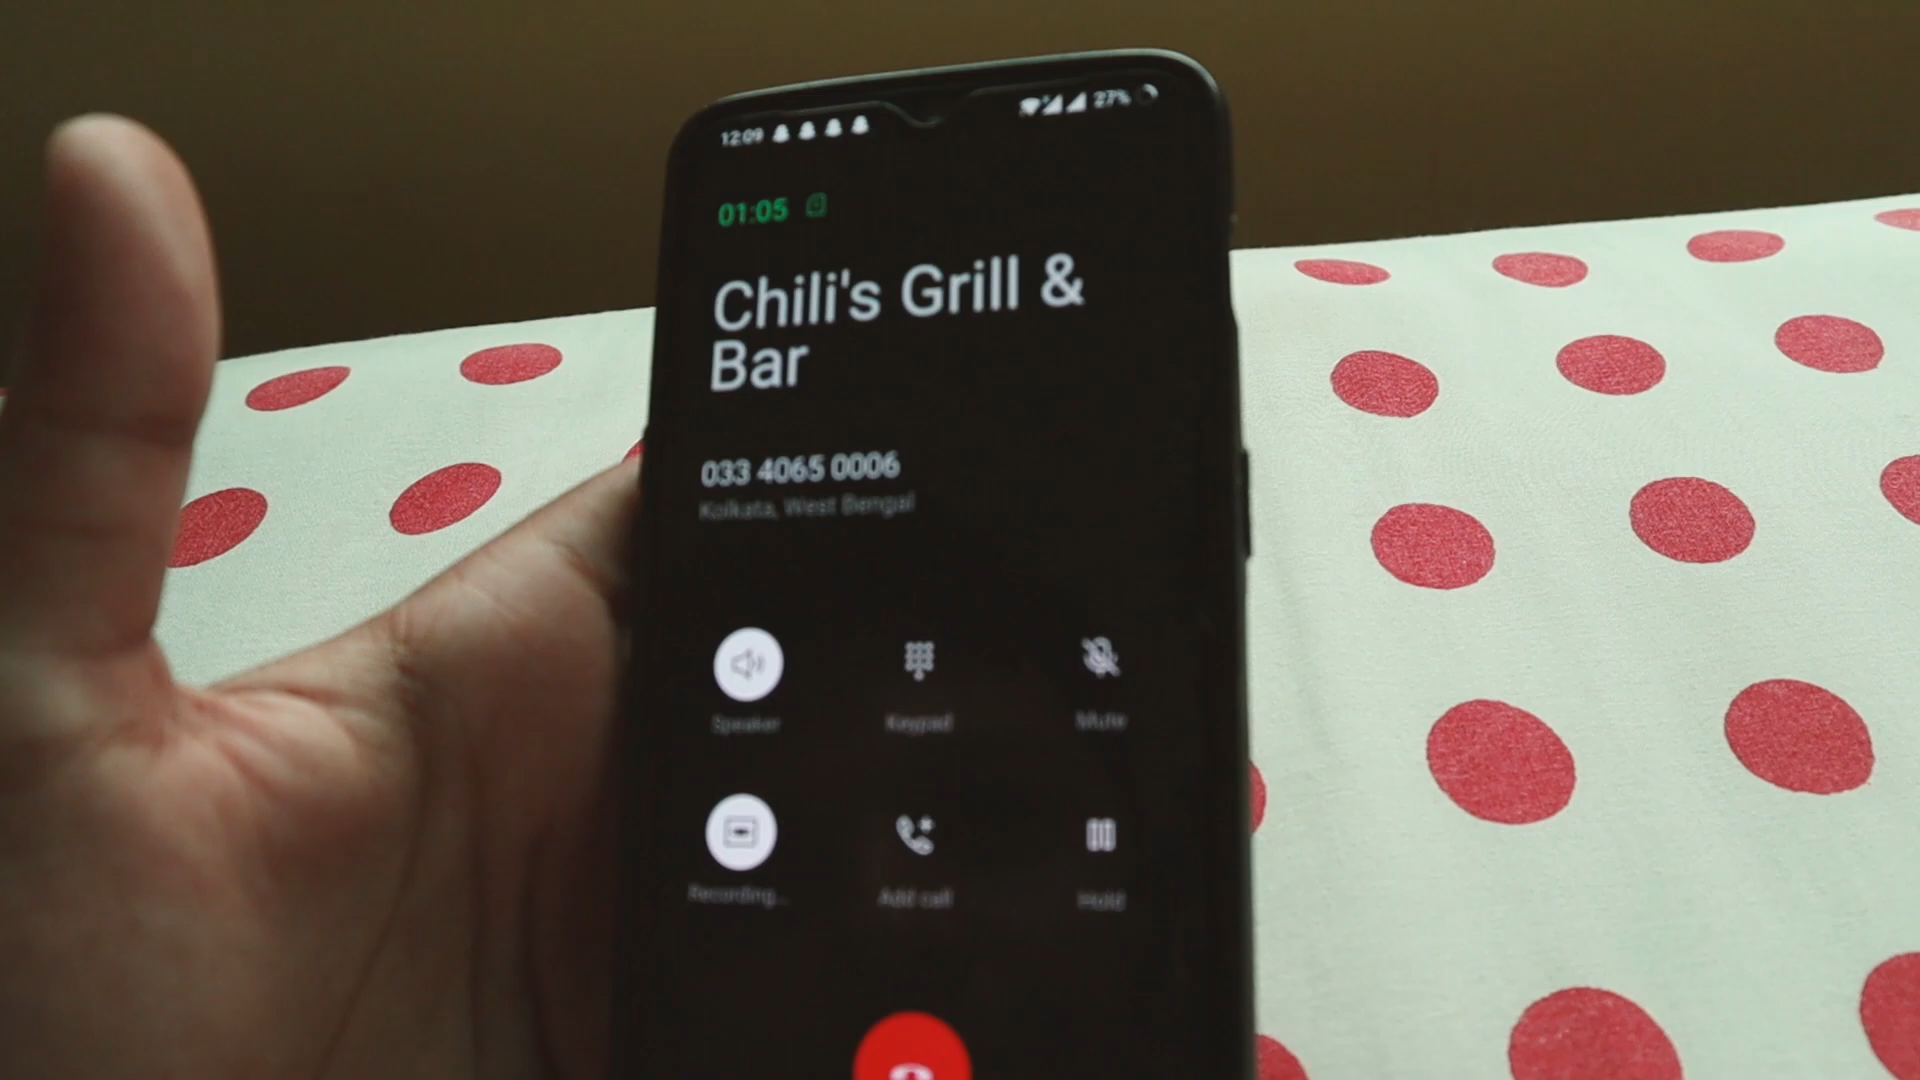 12:09 27%
01:05
Chili's Grill &
Bar
033 4065 0006
Kolkata, West Bengal
Speaker Keypad Mute
Recording... Add call Hold